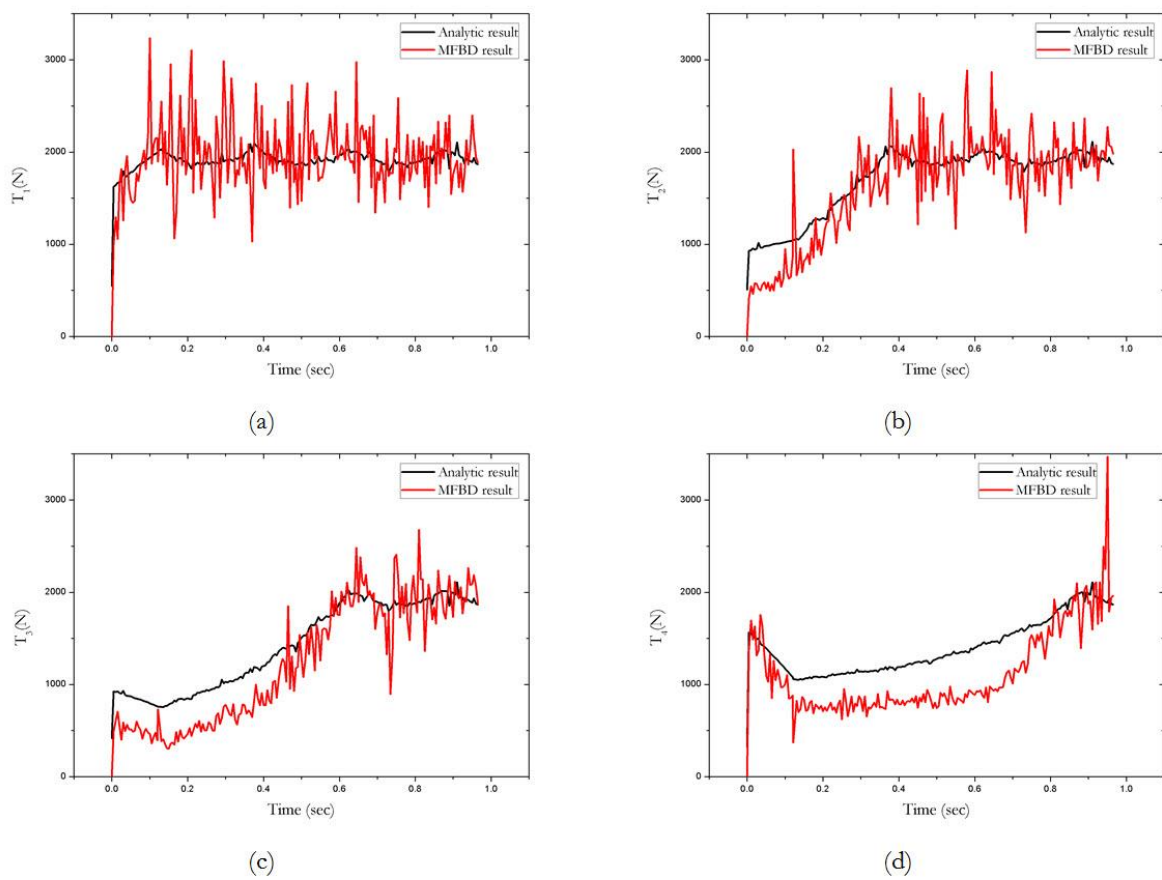 Analytic result
MFBD result
3000
2000
1000
0
T₁(N)
0.0 0.2 0.4 0.6 0.8 1.0
Time (sec)
(a)
Analytic result
MFBD result
3000
2000
1000
0
T₂(N)
0.0 0.2 0.4 0.6 0.8 1.0
Time (sec)
(b)
Analytic result
MFBD result
3000
2000
1000
0
T₃(N)
0.0 0.2 0.4 0.6 0.8 1.0
Time (sec)
(c)
Analytic result
MFBD result
3000
2000
1000
0
T₄(N)
0.0 0.2 0.4 0.6 0.8 1.0
Time (sec)
(d)